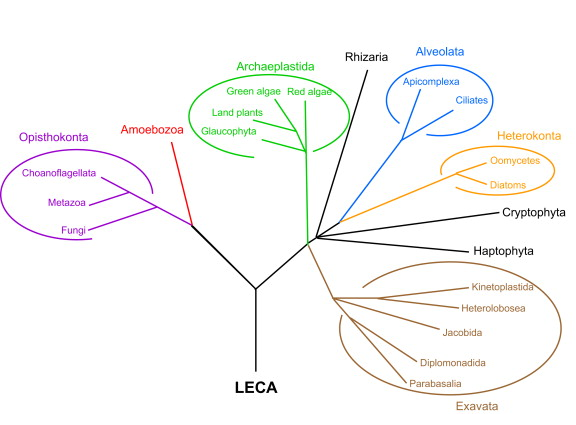 Alveolata
Rhizaria
Archaeplastida
Apicomplexa
Green algae
Red algae
Ciliates
Land plants
Amoebozoa
Glaucophyta
Heterokonta
Opisthokonta
Oomycetes
Choanoflagellata
Diatoms
Metazoa
Cryptophyta
Fungi
Haptophyta
Kinetoplastida
Heterolobosea
Jacobida
Diplomonadida
Parabasalia
LECA
Exavata